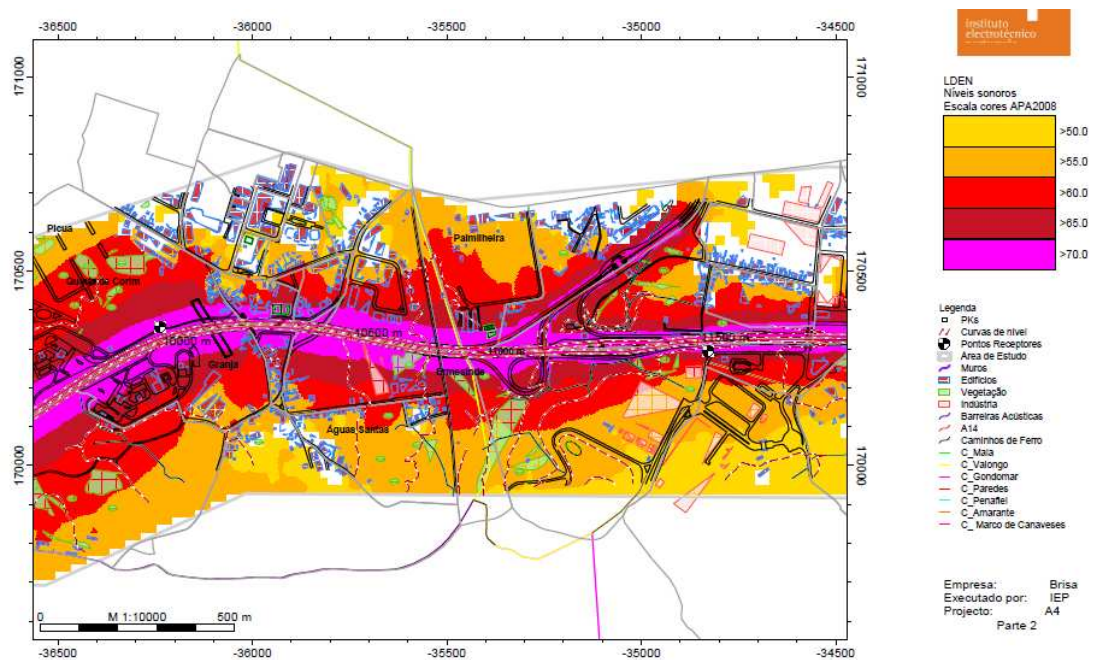 -36500 -36000 -35500 -35000 -34500
171000 171000
170500 170500
170000 170000
Picua
Quinta de Corim
Palmilheira
10000 m
10500 m
Granja
Ermesinde
Águas Santas
0 M 1:10000 500 m
-36500 -36000 -35500 -35000 -34500
instituto
electrotécnico
LDEN
Níveis sonoros
Escala cores APA2008
>50.0
>55.0
>60.0
>65.0
>70.0
Legenda
PKs
Curvas de nível
Pontos Receptores
Área de Estudo
Muros
Edifícios
Vegetação
Indústria
Barreiras Acústicas
A14
Caminhos de Ferro
C_Maia
C_Valongo
C_Gondomar
C_Paredes
C_Penafiel
C_Amarante
C_ Marco de Canaveses
Empresa: Brisa
Executado por: IEP
Projecto: A4
Parte 2